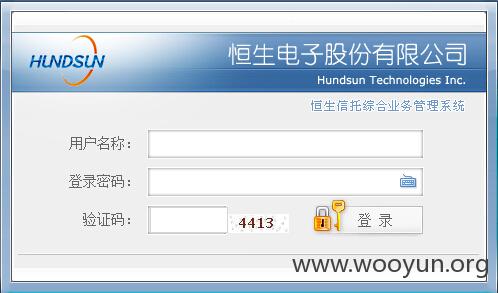 HUNDSUN
恒生电子股份有限公司
Hundsun Technologies Inc.
恒生信托综合业务管理系统
用户名称：
登录密码：
验证码： 4413 登 录
www.wooyun.org